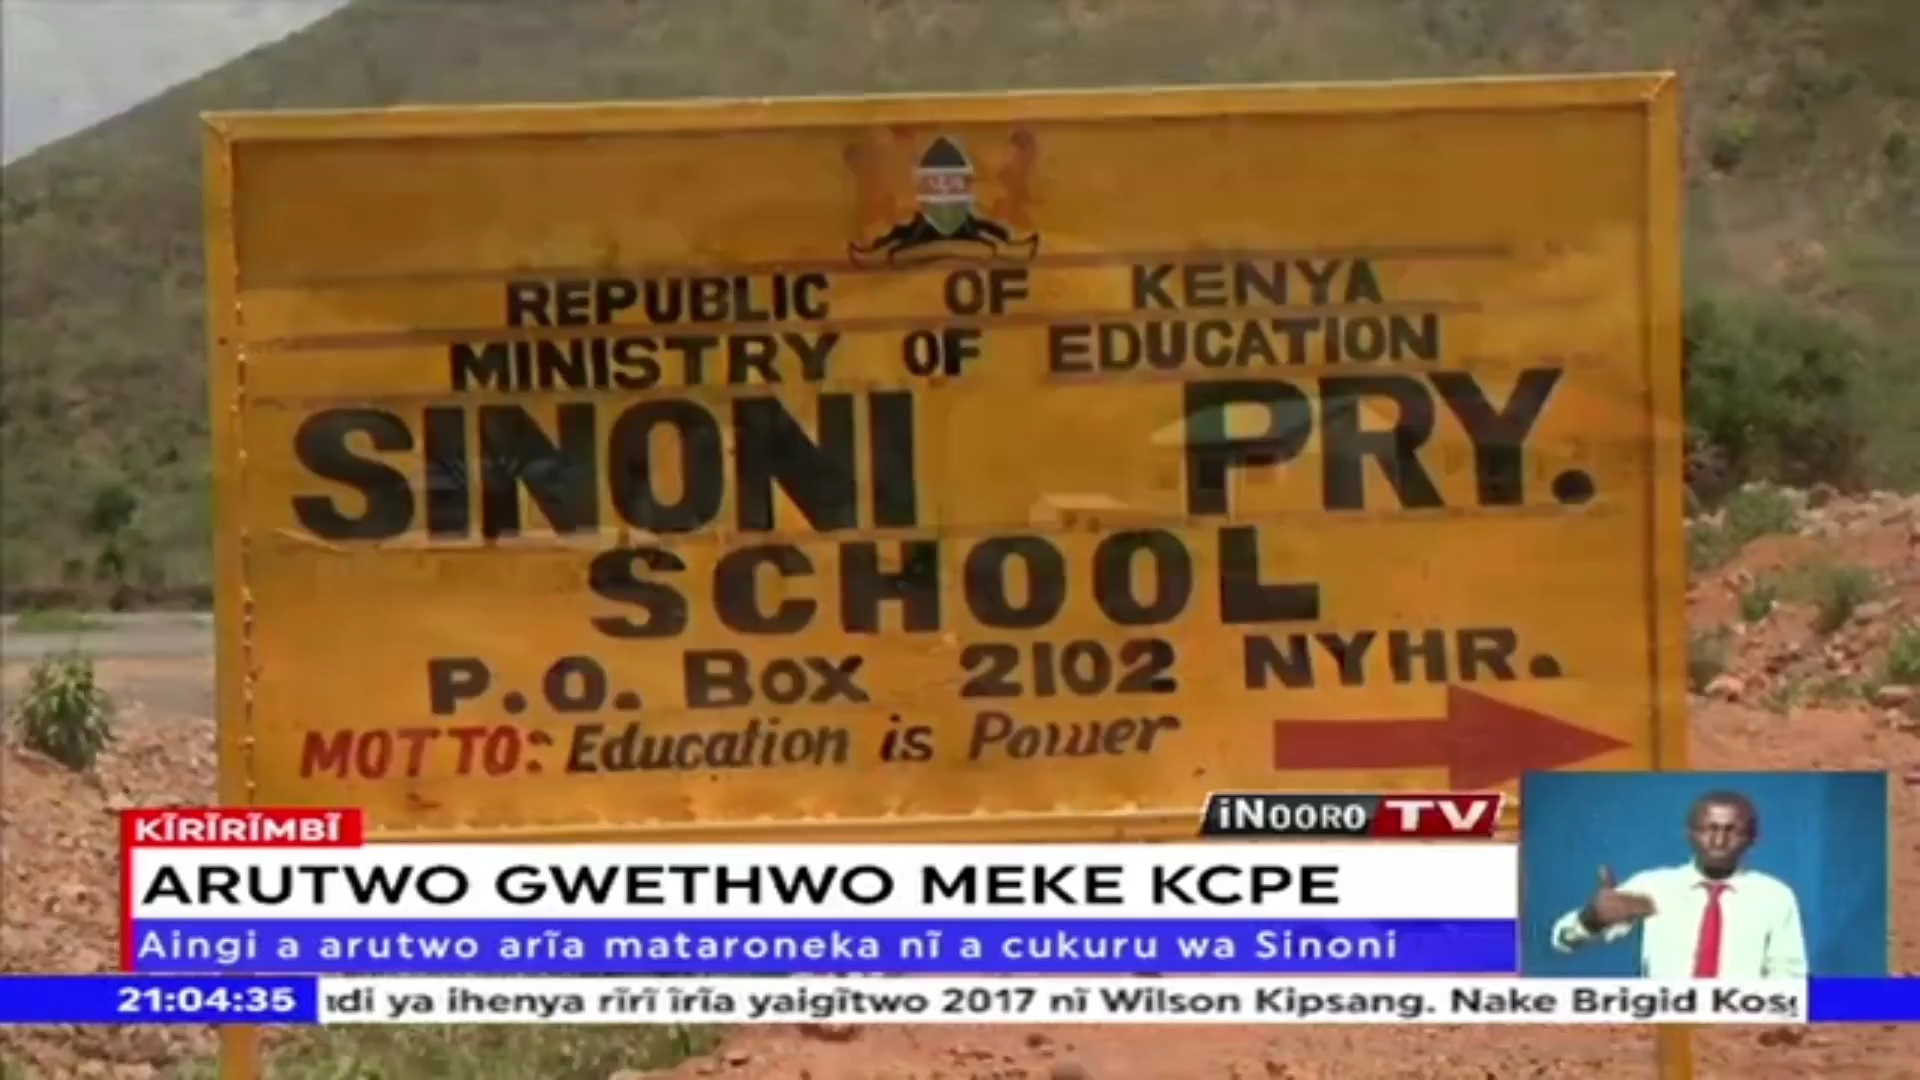 REPUBLIC OF KENYA
MINISTRY OF EDUCATION
SINONI PRY.
SCHOOL
P.O. Box 2102 NYHR.
MOTTO: Education is Power
iNOORO TV
KĨRĨRĨMBĨ
ARUTWO GWETHWO MEKE KCPE
Aingi a arutwo arĩa mataroneka nĩ a cukuru wa Sinoni
21:04:35 ya ihenya rĩrĩ ĩrĩa yaigĩtwo 2017 nĩ Wilson Kipsang. Nake Brigid